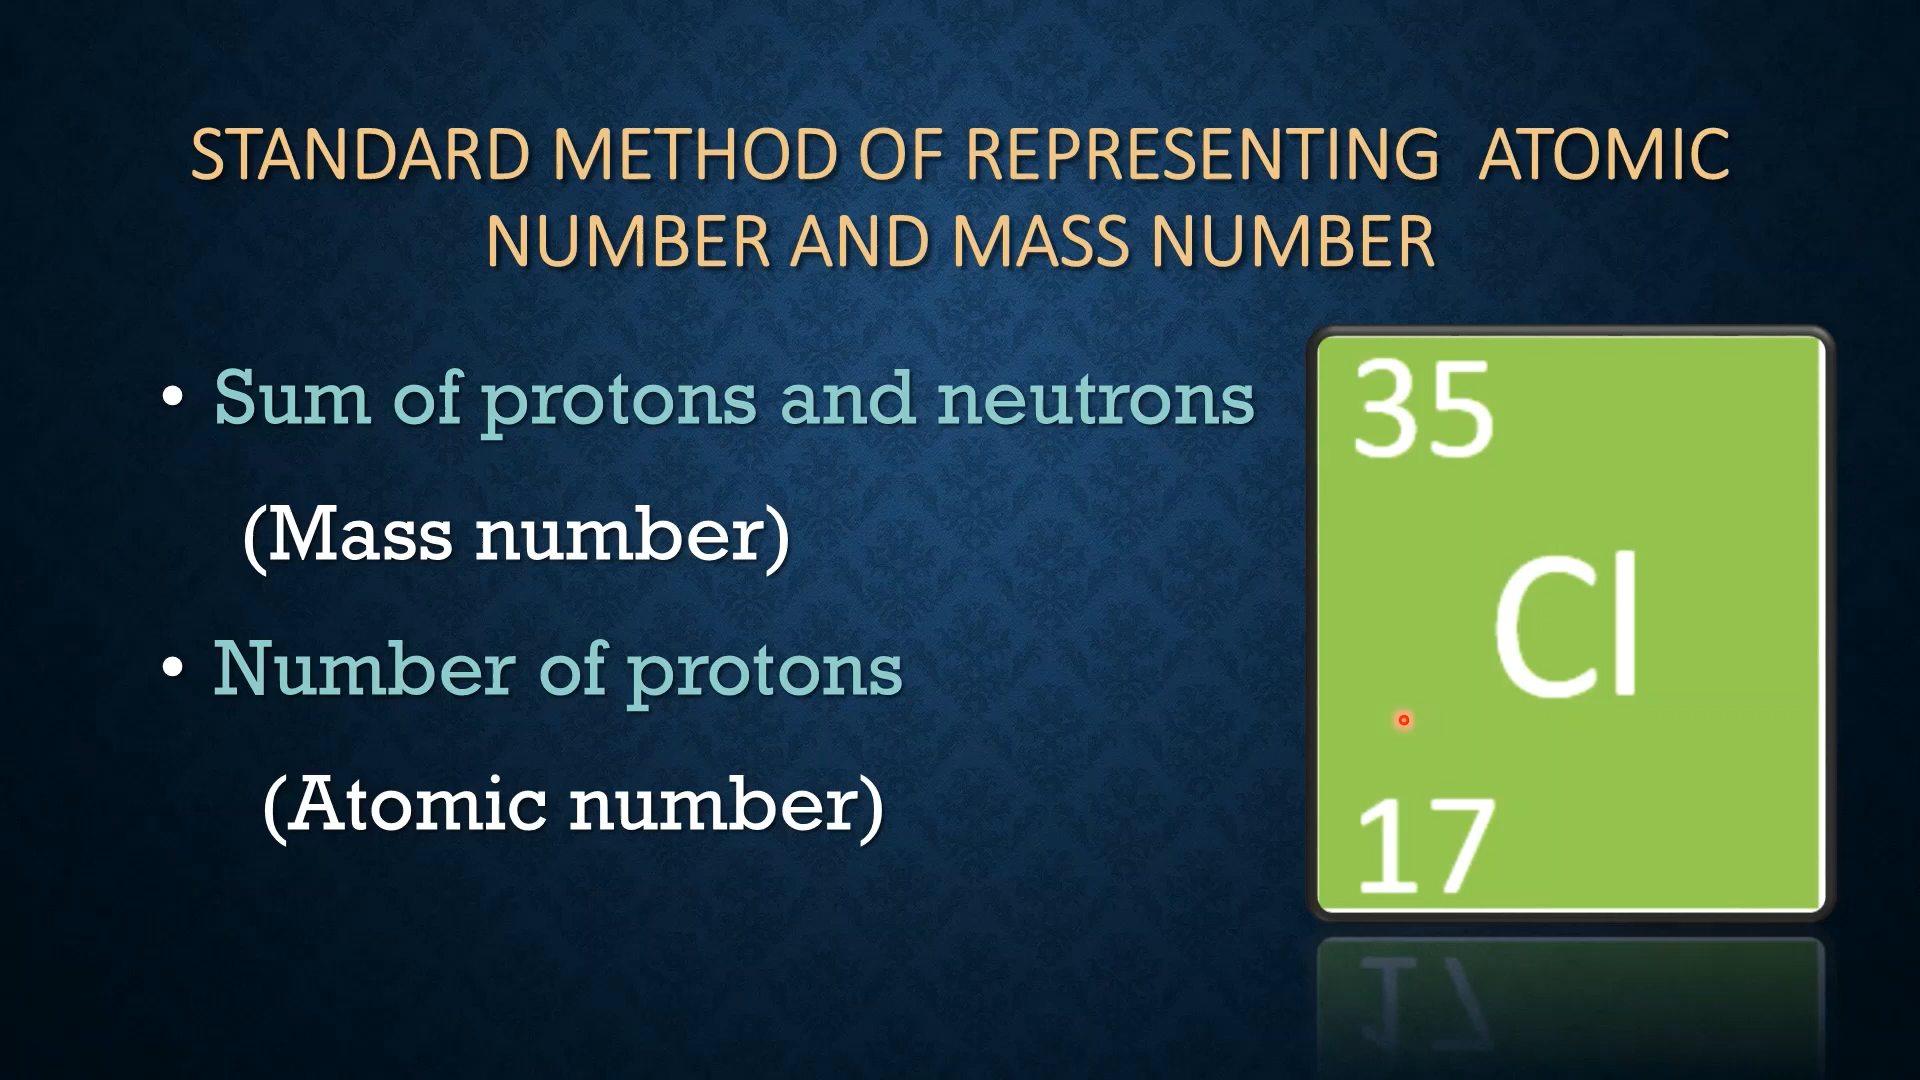 STANDARD METHOD OF REPRESENTING ATOMIC
NUMBER AND MASS NUMBER
• Sum of protons and neutrons
(Mass number)
• Number of protons
(Atomic number)
35
Cl
17